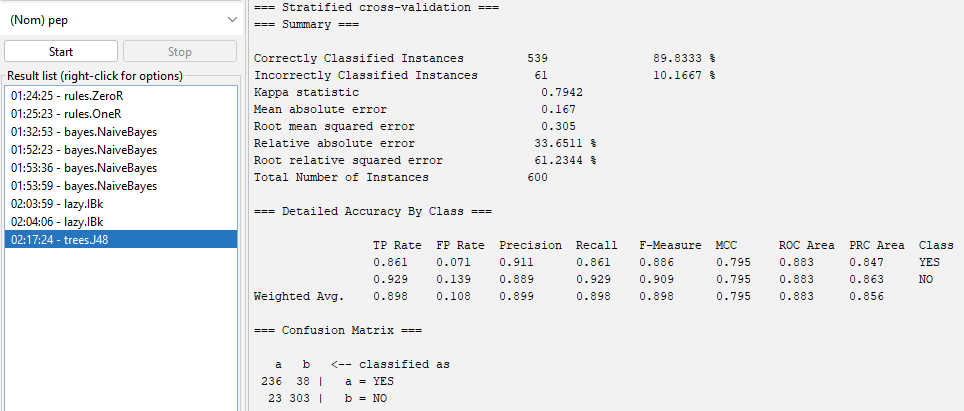 (Nom) pep
Start
Stop
Result list (right-click for options)
01:24:25 - rules.ZeroR
01:25:23 - rules.OneR
01:32:53 - bayes.NaiveBayes
01:52:23 - bayes.NaiveBayes
01:53:36 - bayes.NaiveBayes
01:53:59 - bayes.NaiveBayes
02:03:59 - lazy.IBk
02:04:06 - lazy.IBk
02:17:24 - trees.J48
=== Stratified cross-validation ===
=== Summary ===
Correctly Classified Instances 539 89.8333 %
Incorrectly Classified Instances 61 10.1667 %
Kappa statistic 0.7942
Mean absolute error 0.167
Root mean squared error 0.305
Relative absolute error 33.6511 %
Root relative squared error 61.2344 %
Total Number of Instances 600
=== Detailed Accuracy By Class ===
TP Rate FP Rate Precision Recall F-Measure MCC ROC Area PRC Area Class
0.861 0.071 0.911 0.861 0.886 0.795 0.883 0.847 YES
0.929 0.139 0.889 0.929 0.909 0.795 0.883 0.863 NO
Weighted Avg. 0.898 0.108 0.899 0.898 0.898 0.795 0.883 0.856
=== Confusion Matrix ===
a b <-- classified as
236 38 | a = YES
23 303 | b = NO